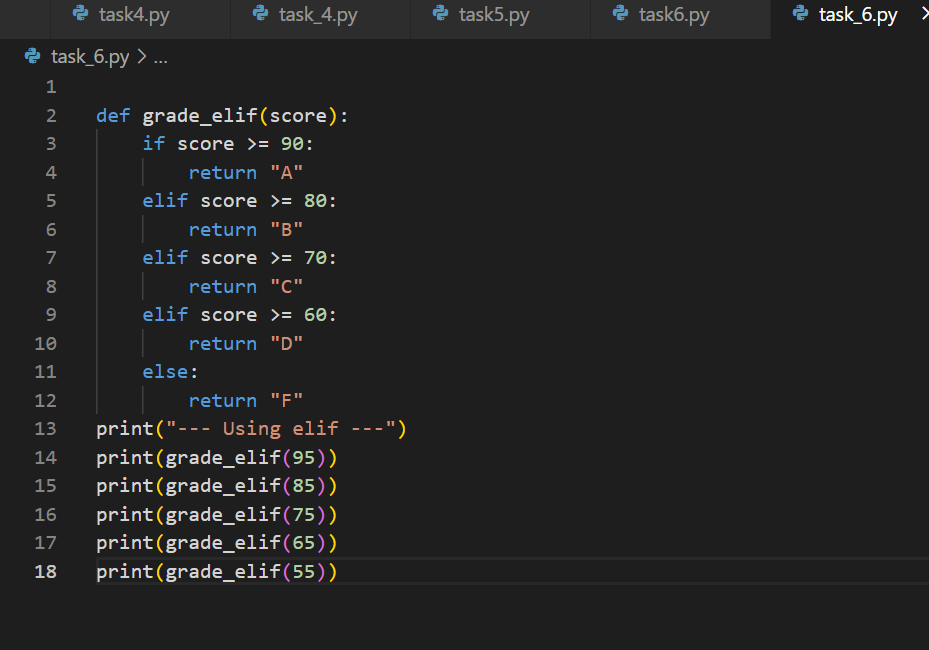 task4.py task_4.py task5.py task6.py task_6.py
task_6.py > ...
1
2 def grade_elif(score):
3     if score >= 90:
4         return "A"
5     elif score >= 80:
6         return "B"
7     elif score >= 70:
8         return "C"
9     elif score >= 60:
10         return "D"
11     else:
12         return "F"
13 print("--- Using elif ---")
14 print(grade_elif(95))
15 print(grade_elif(85))
16 print(grade_elif(75))
17 print(grade_elif(65))
18 print(grade_elif(55))